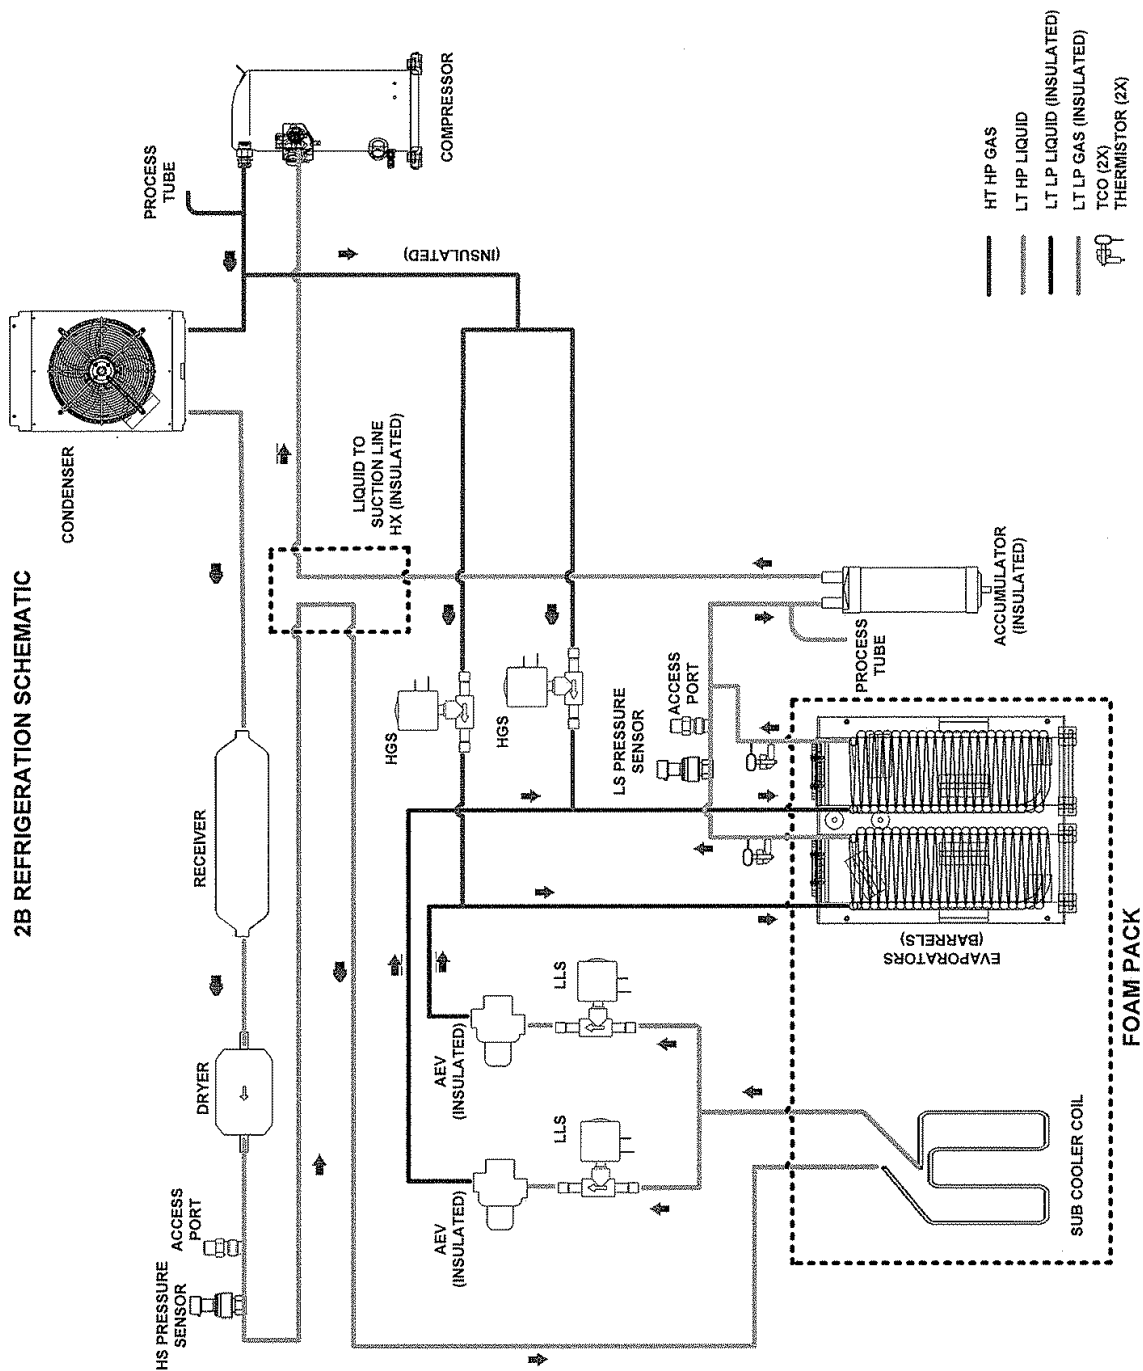 2B REFRIGERATION SCHEMATIC
CONDENSER
PROCESS
TUBE
COMPRESSOR
(INSULATED)
LIQUID TO
SUCTION LINE
HX (INSULATED)
RECEIVER
DRYER
ACCESS
PORT
HS PRESSURE
SENSOR
HGS
HGS
LS PRESSURE
SENSOR
ACCESS
PORT
PROCESS
TUBE
ACCUMULATOR
(INSULATED)
AEV
(INSULATED)
LLS
AEV
(INSULATED)
LLS
EVAPORATORS
(BARRELS)
SUB COOLER COIL
FOAM PACK
HT HP GAS
LT HP LIQUID
LT LP LIQUID (INSULATED)
LT LP GAS (INSULATED)
TCO (2X)
THERMISTOR (2X)